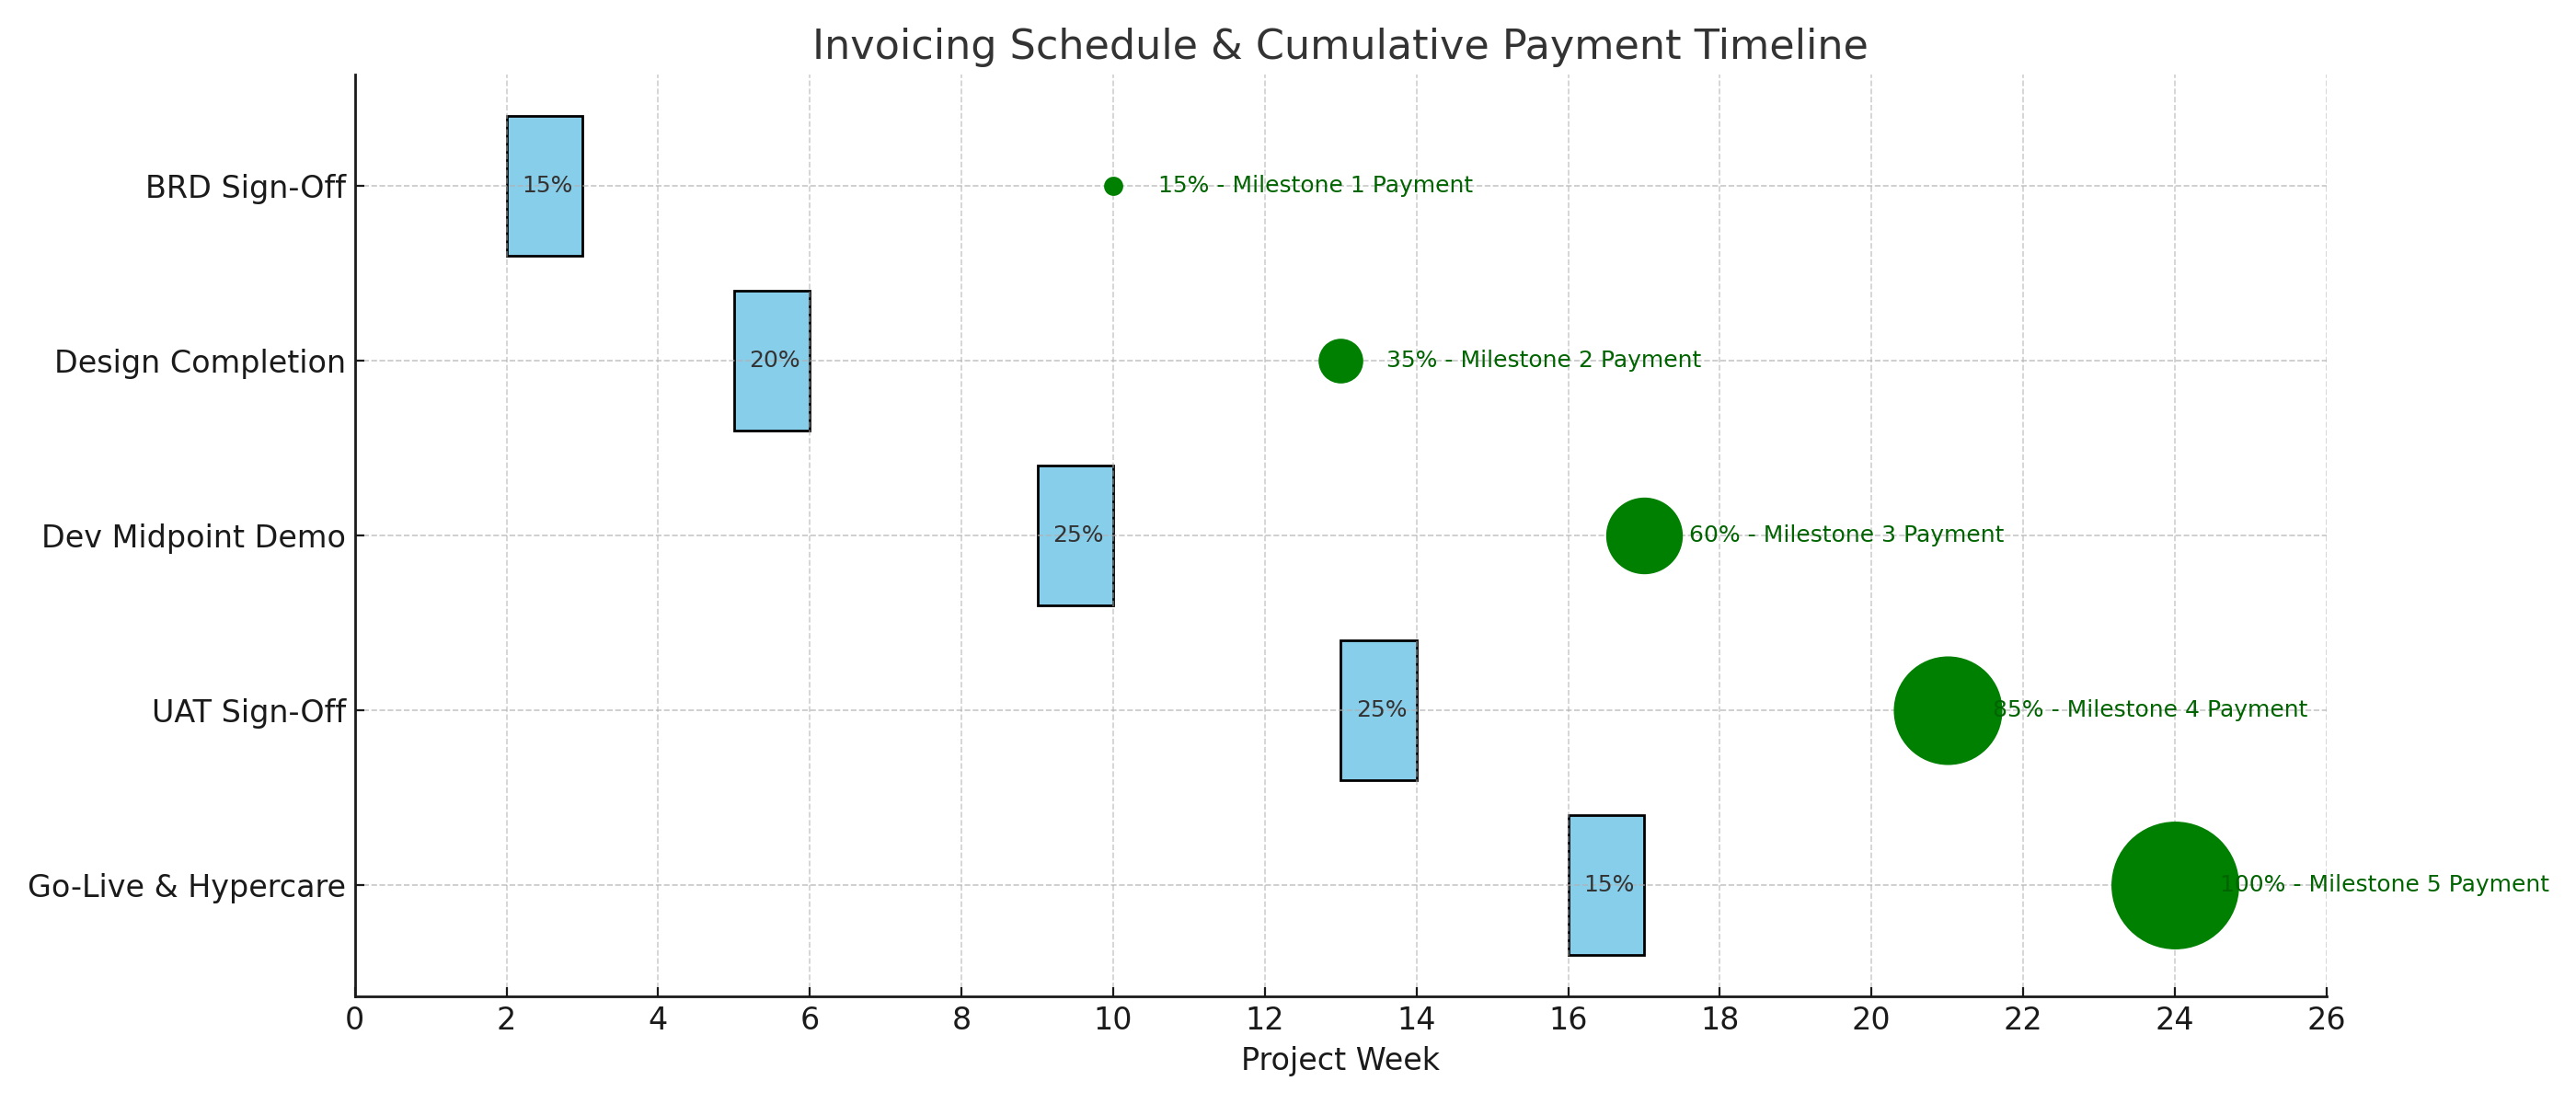 Invoicing Schedule & Cumulative Payment Timeline
BRD Sign-Off
15%
15% - Milestone 1 Payment
Design Completion
20%
35% - Milestone 2 Payment
Dev Midpoint Demo
25%
60% - Milestone 3 Payment
UAT Sign-Off
25%
85% - Milestone 4 Payment
Go-Live & Hypercare
15%
100% - Milestone 5 Payment
0 2 4 6 8 10 12 14 16 18 20 22 24 26
Project Week